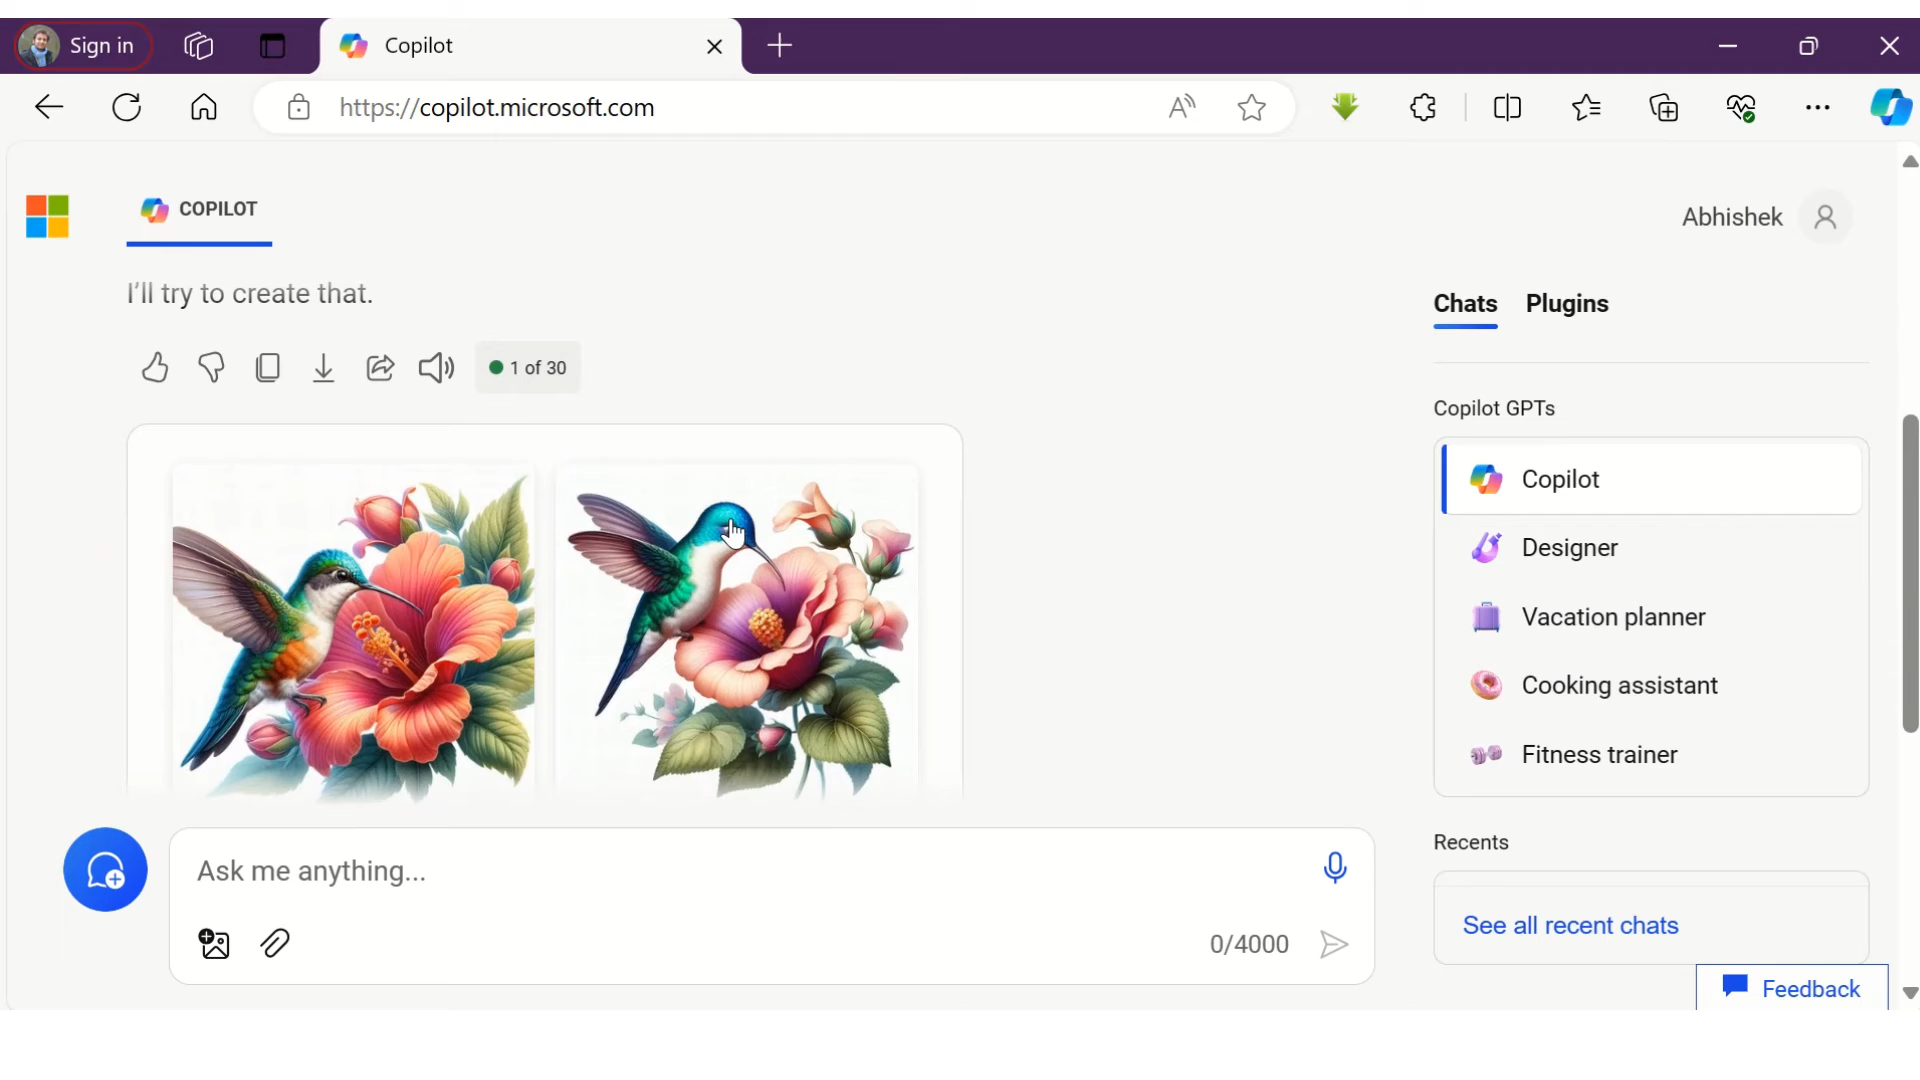 Sign in
Copilot
https://copilot.microsoft.com
COPILOT
Abhishek
I'll try to create that.
1 of 30
Chats Plugins
Copilot GPTs
Copilot
Designer
Vacation planner
Cooking assistant
Fitness trainer
Recents
See all recent chats
Ask me anything...
0/4000
Feedback